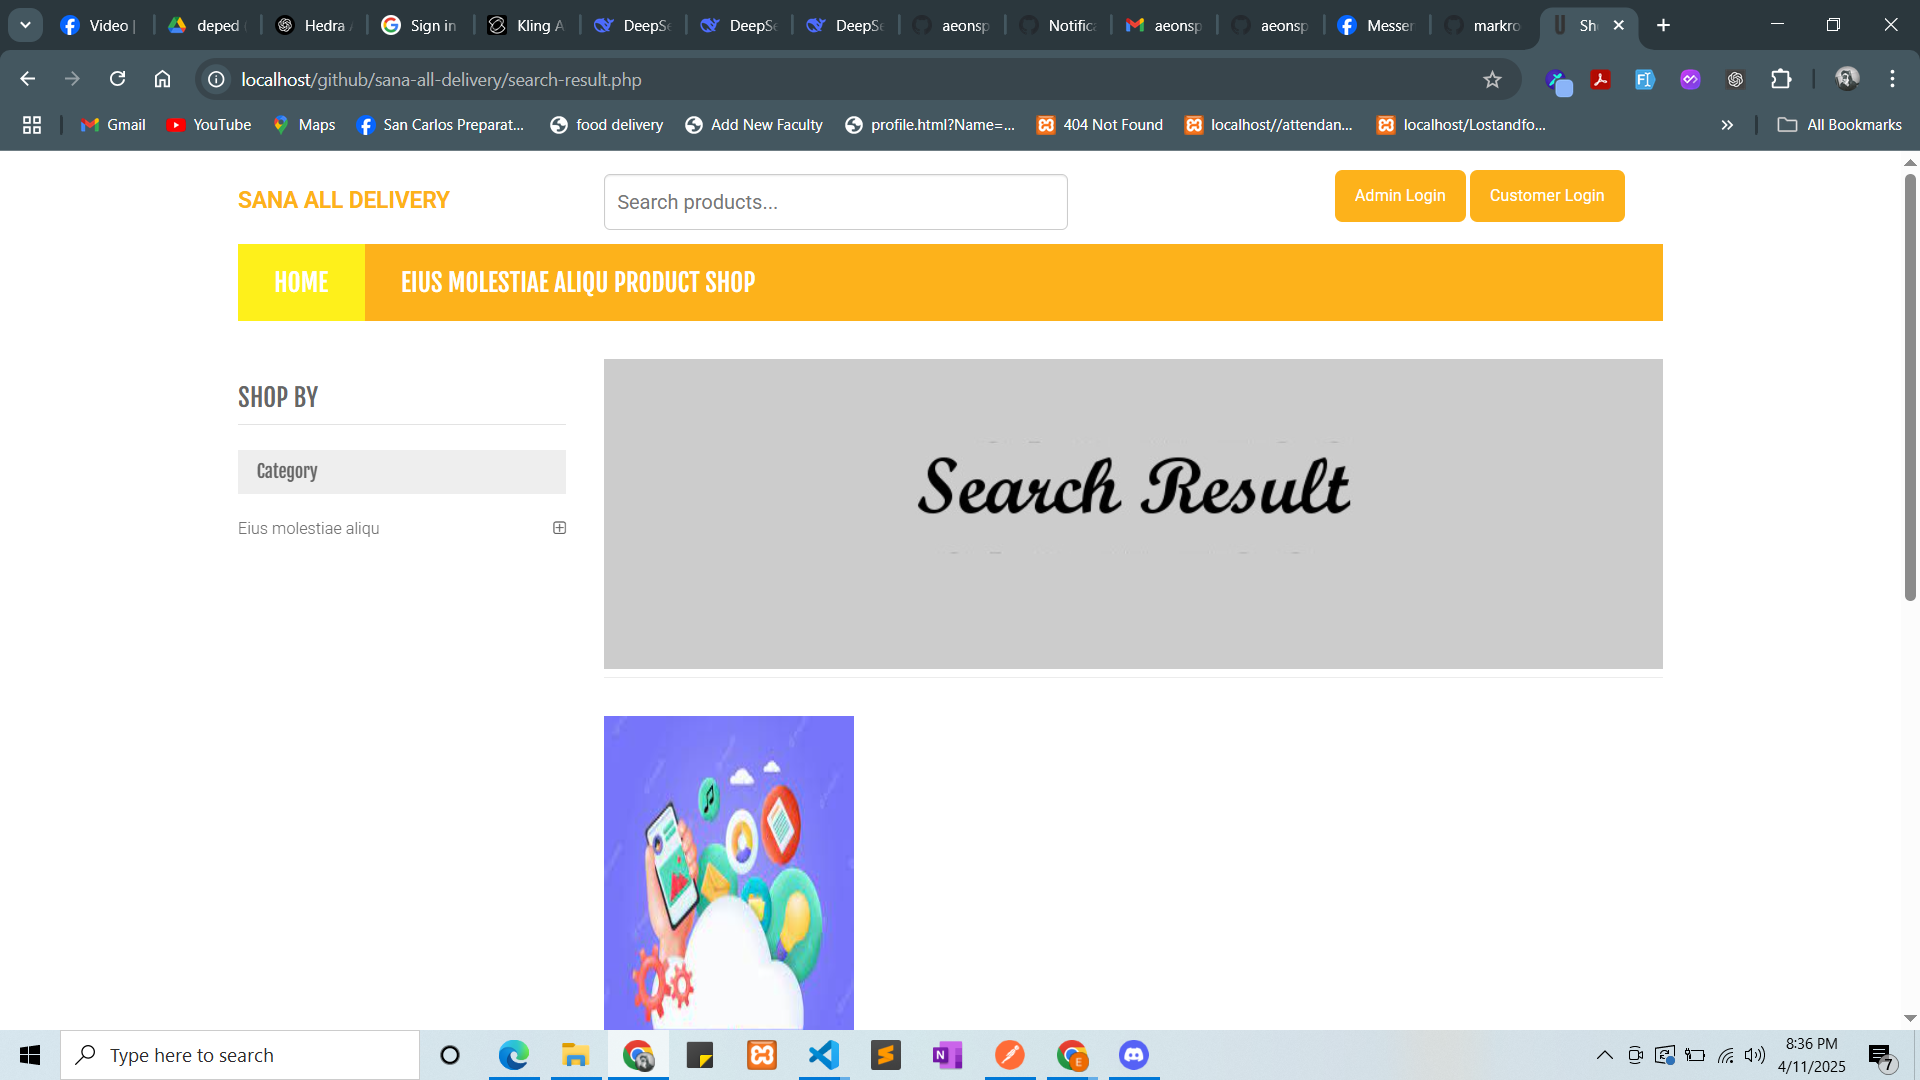 Video |
deped
Hedra
Sign in
Kling A
DeepSe
DeepSe
DeepSe
aeonsp
Notific
aeonsp
aeonsp
Messen
markro
Sh
localhost/github/sana-all-delivery/search-result.php
Gmail
YouTube
Maps
San Carlos Preparat...
food delivery
Add New Faculty
profile.html?Name=...
404 Not Found
localhost//attendan...
localhost/Lostandfo...
All Bookmarks
SANA ALL DELIVERY
Search products...
Admin Login
Customer Login
HOME
EIUS MOLESTIAE ALIQU PRODUCT SHOP
SHOP BY
Category
Eius molestiae aliqu
Search Result
Type here to search
8:36 PM
4/11/2025
7